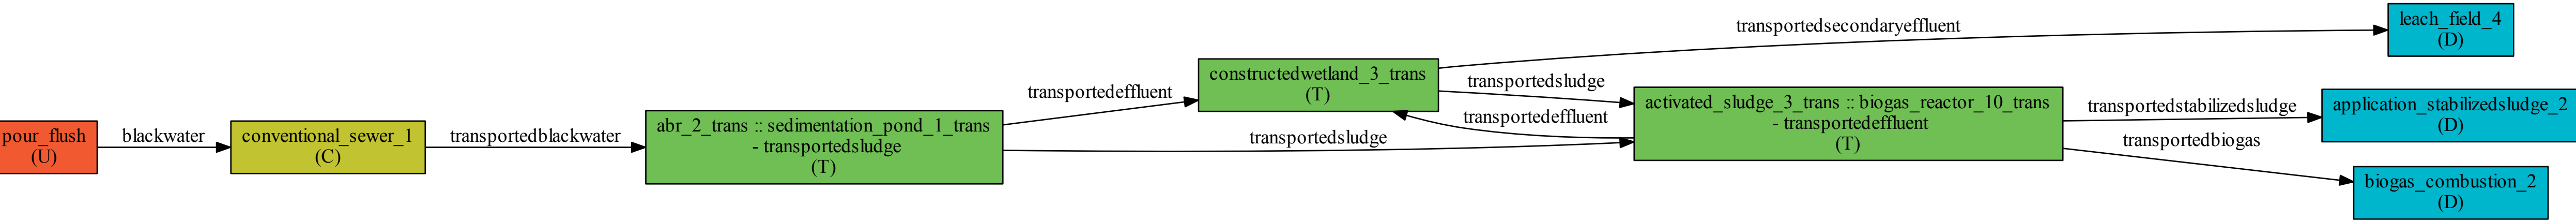 pour_flush
(U)
blackwater
conventional_sewer_1
(C)
transportedblackwater
abr_2_trans :: sedimentation_pond_1_trans
- transportedsludge
(T)
transportedeffluent
transportedsludge
constructedwetland_3_trans
(T)
transportedsecondaryeffluent
transportedsludge
transportedeffluent
activated_sludge_3_trans :: biogas_reactor_10_trans
- transportedeffluent
(T)
transportedstabilizedsludge
transportedbiogas
leach_field_4
(D)
application_stabilizedsludge_2
(D)
biogas_combustion_2
(D)